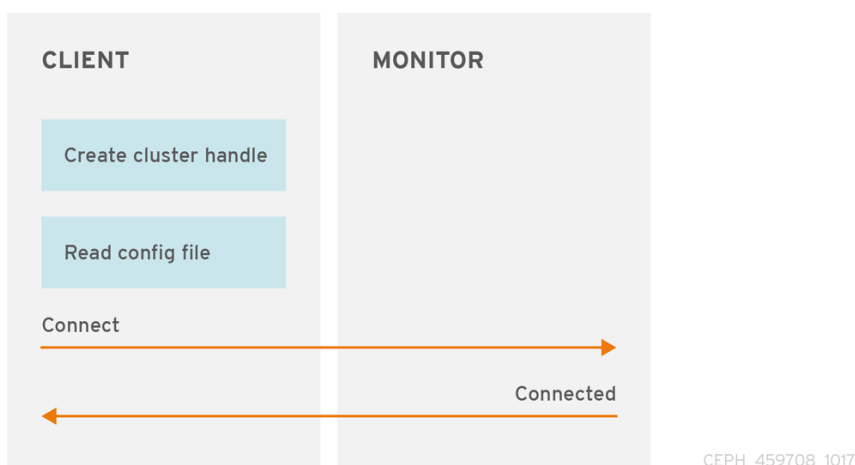 CLIENT
MONITOR
Create cluster handle
Read config file
Connect
Connected
CEPH_459708_1017